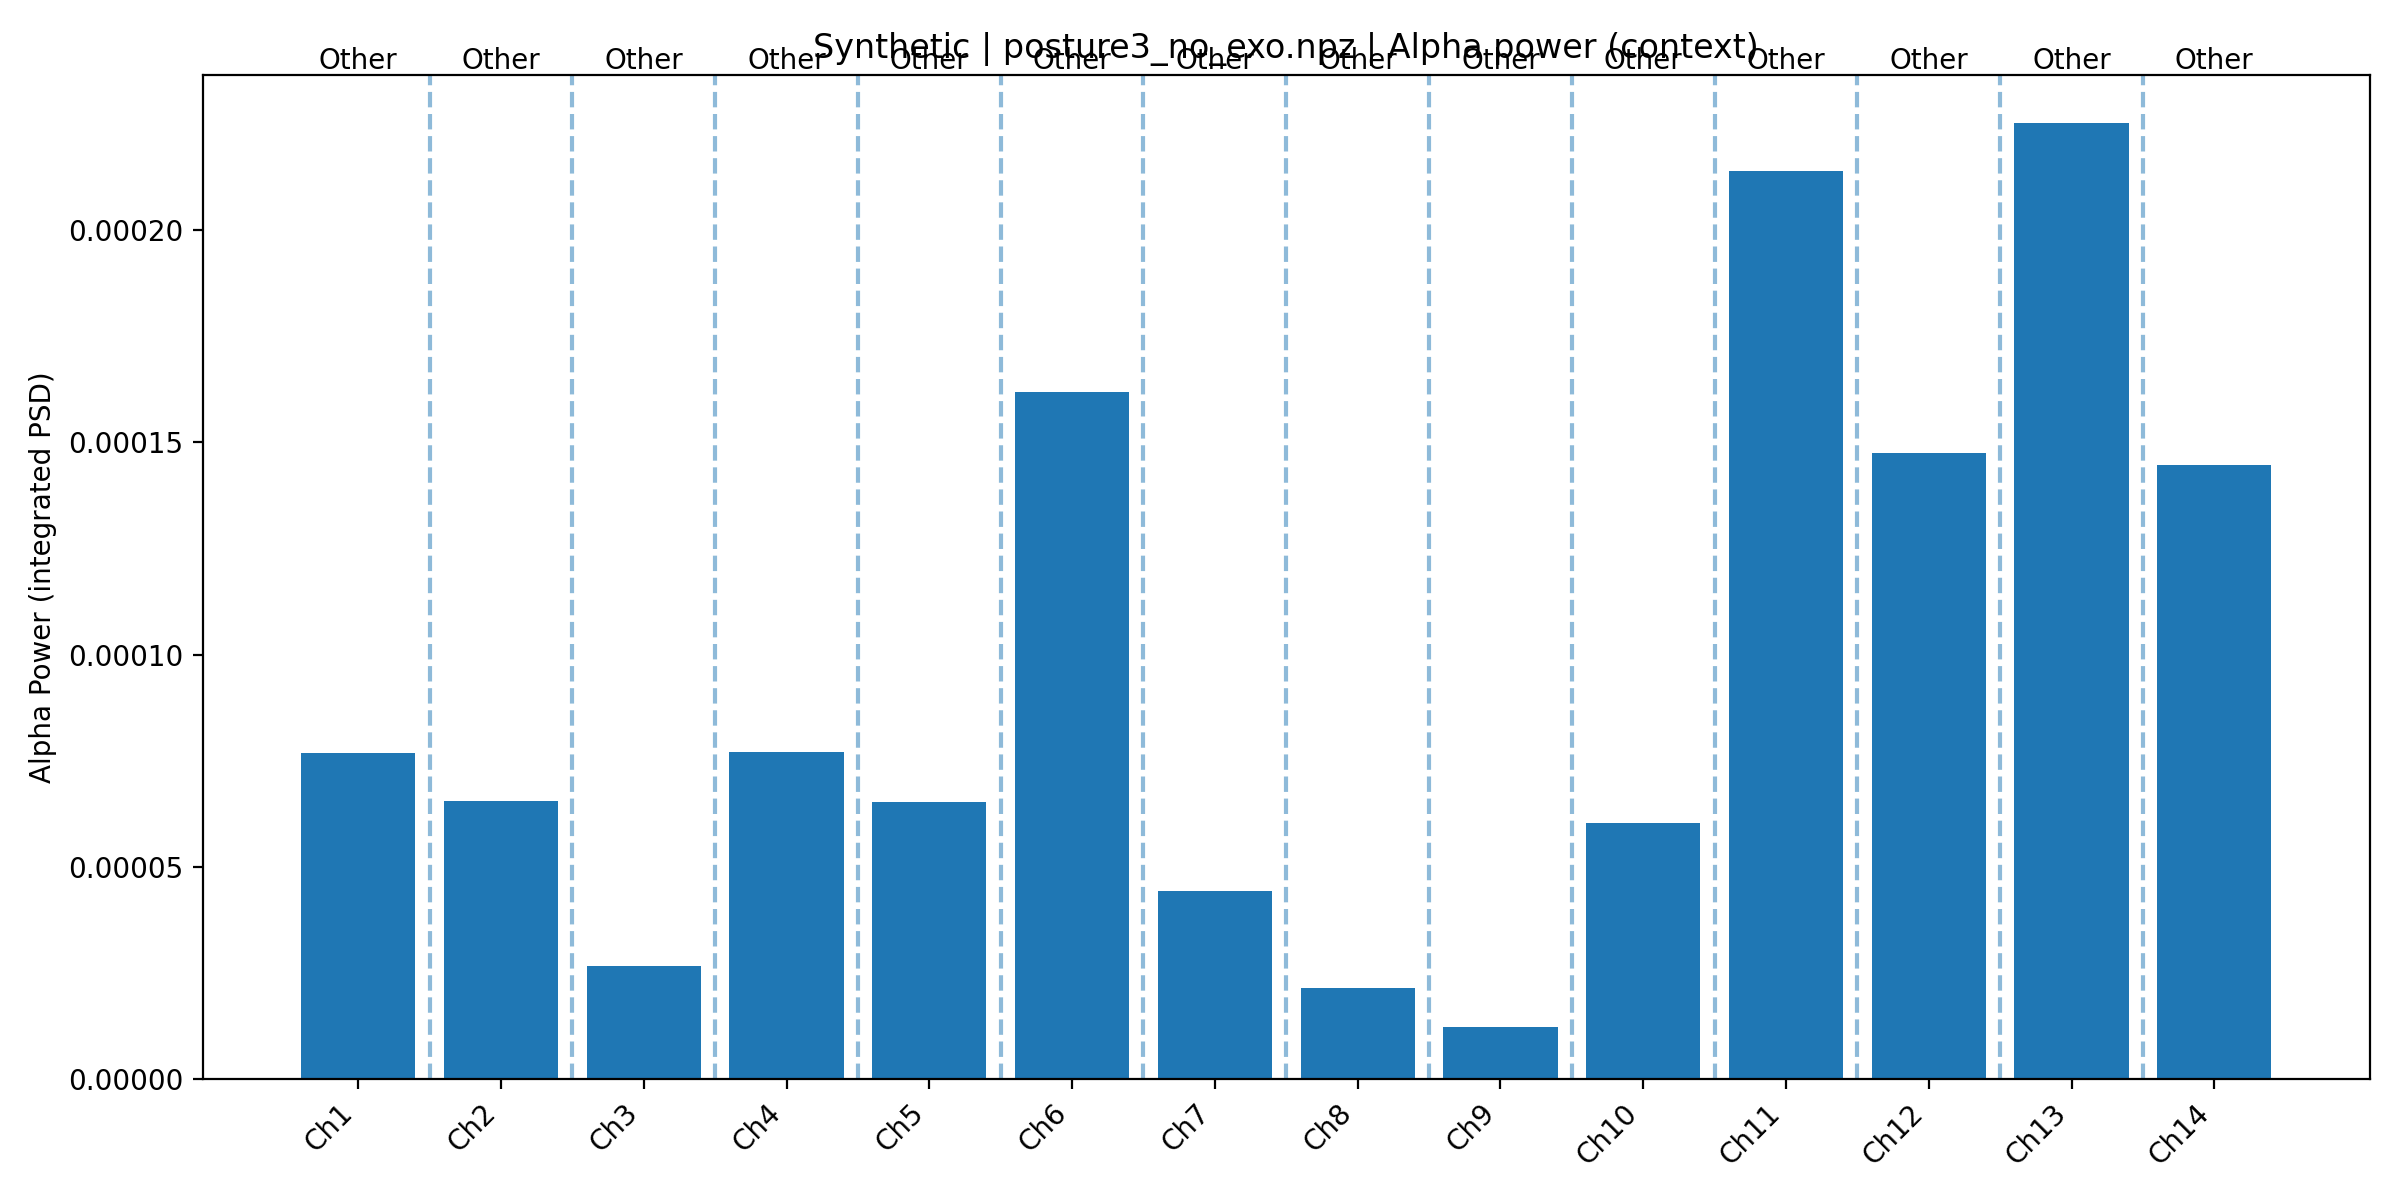 Synthetic | posture3_no_exo.npz | Alpha power (context)
Other Other Other Other Other Other Other Other Other Other Other Other Other Other
Alpha Power (integrated PSD)
0.00020
0.00015
0.00010
0.00005
0.00000
Ch1 Ch2 Ch3 Ch4 Ch5 Ch6 Ch7 Ch8 Ch9 Ch10 Ch11 Ch12 Ch13 Ch14